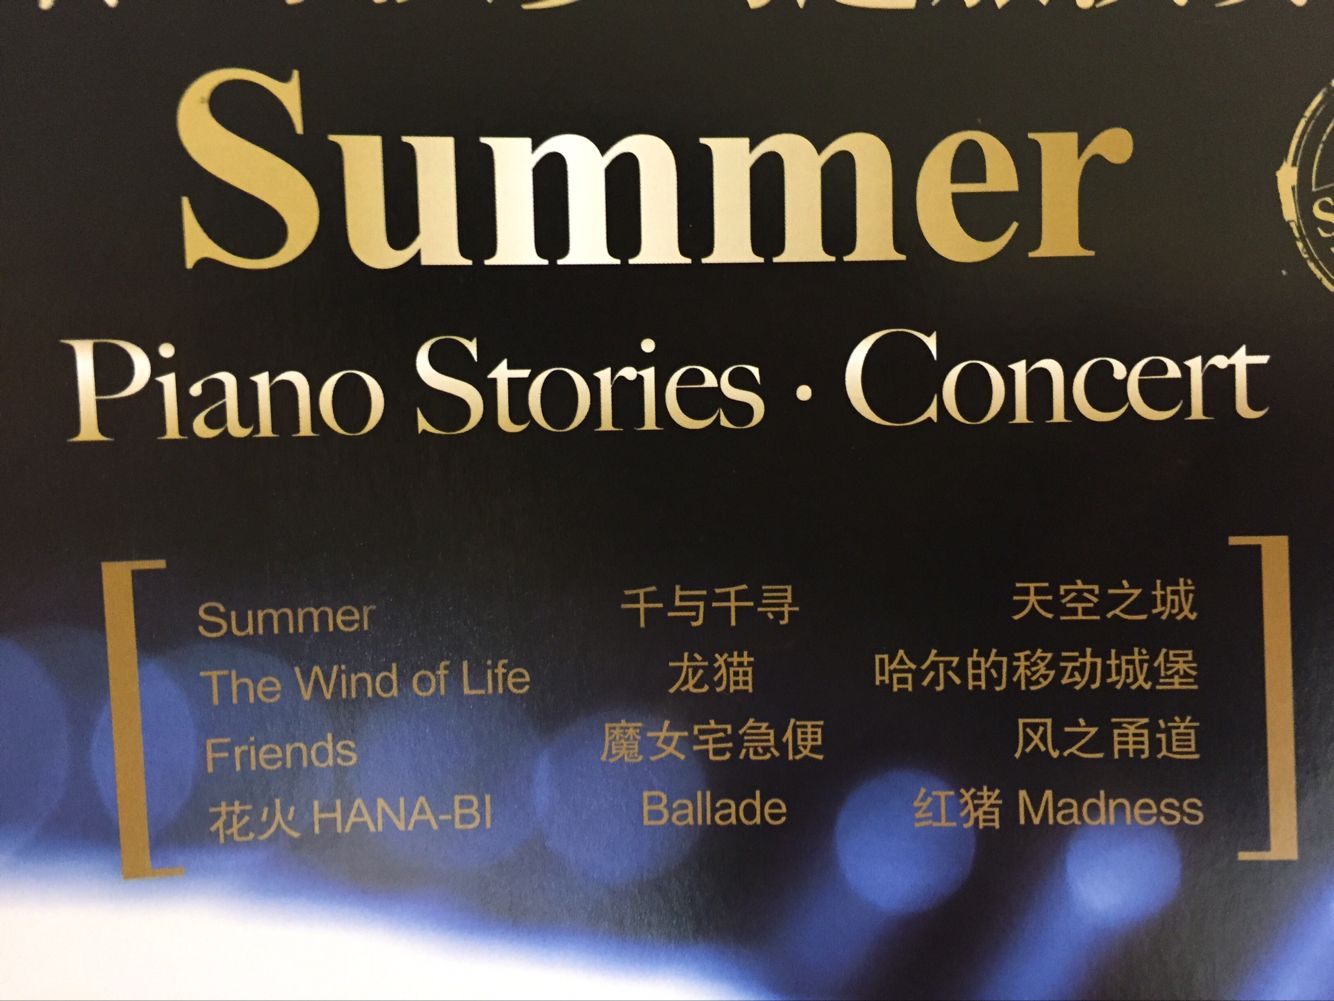 Summer
Piano Stories · Concert
Summer
The Wind of Life
Friends
花火 HANA-BI
千与千寻
龙猫
魔女宅急便
Ballade
天空之城
哈尔的移动城堡
风之甬道
红猪 Madness